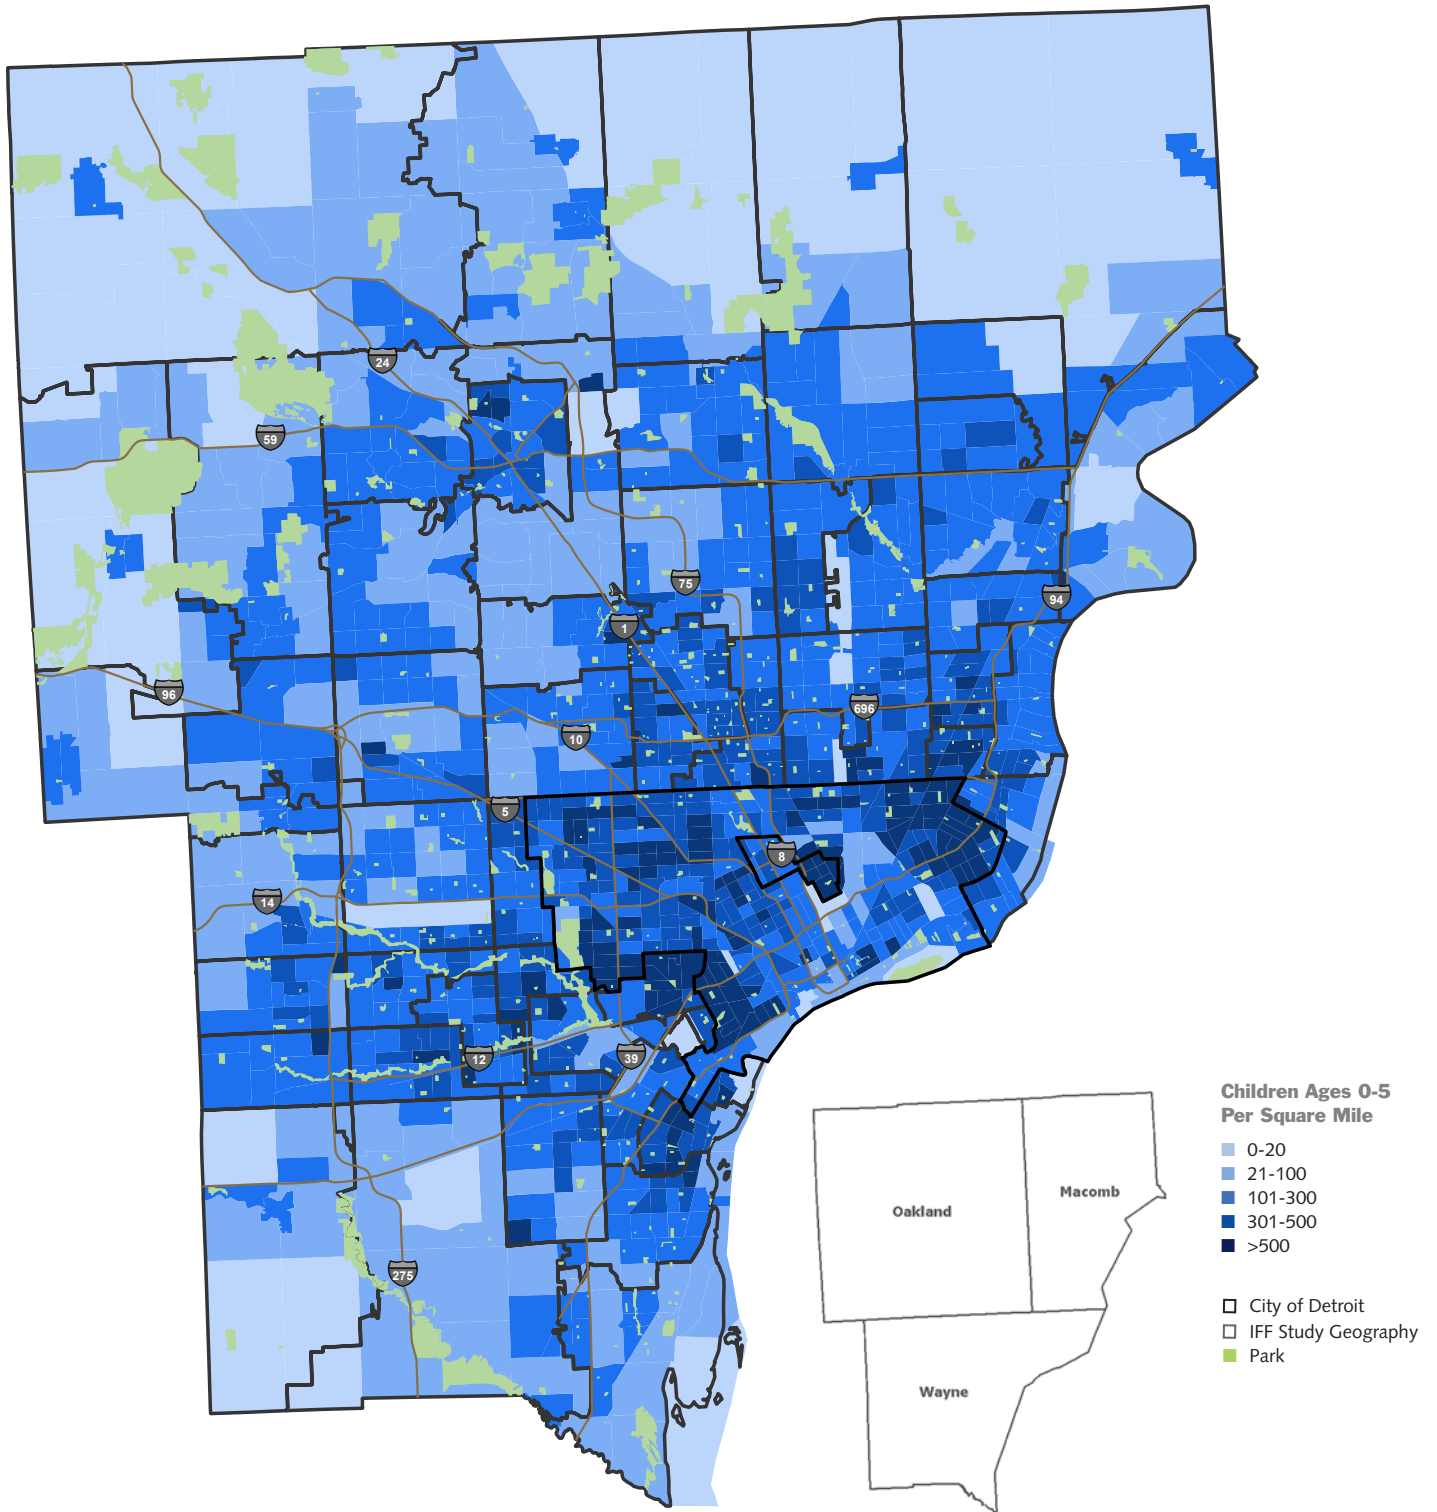 24
59
75
94
1
96
696
10
5
8
14
12
39
275
Children Ages 0-5
Per Square Mile
0-20
21-100
101-300
301-500
>500
City of Detroit
IFF Study Geography
Park
Macomb
Oakland
Wayne